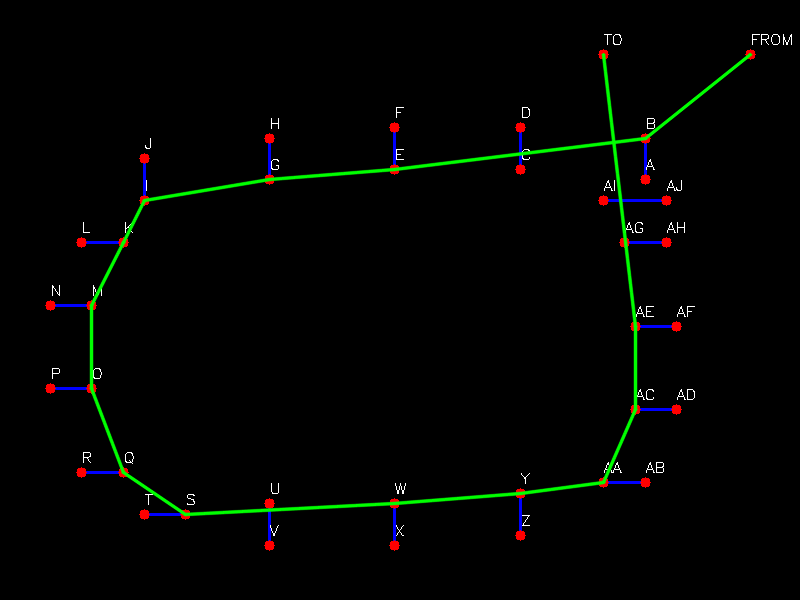 TO FROM
F D
H B
J G E C A
I AI AJ
L K AG AH
N M AE AF
P O AC AD
R Q AA AB
T S U W Y
V X Z